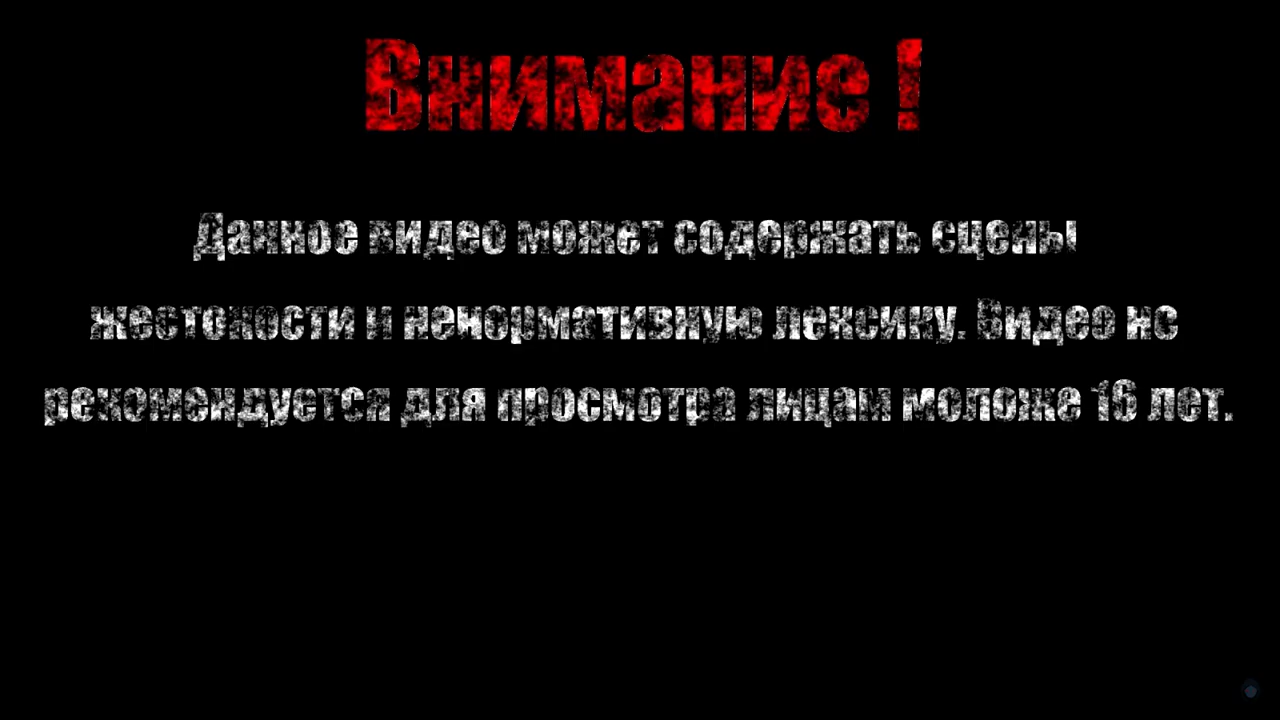 Внимание !
Данное видео может содержать сцены
жестокости и ненормативную лексику. Видео не
рекомендуется для просмотра лицам моложе 16 лет.